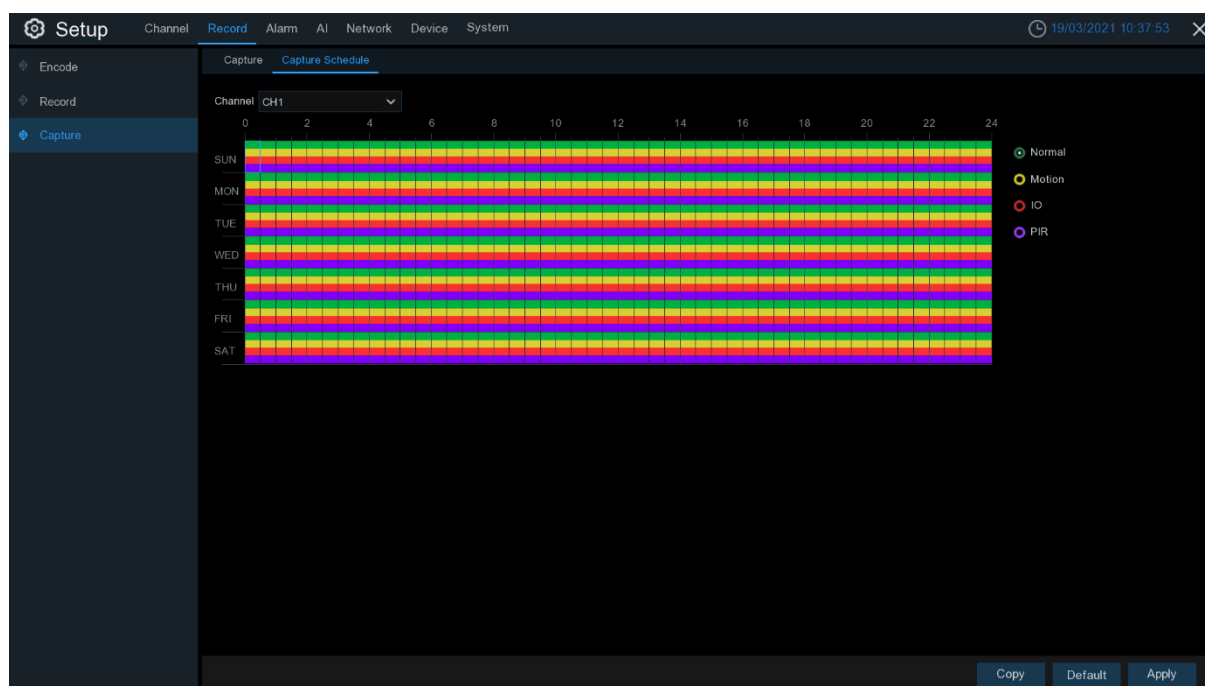 Setup Channel Record Alarm AI Network Device System 19/03/2021 10:37:53
Encode
Record
Capture
Capture Capture Schedule
Channel CH1
0 2 4 6 8 10 12 14 16 18 20 22 24
SUN
MON
TUE
WED
THU
FRI
SAT
Normal
Motion
IO
PIR
Copy Default Apply